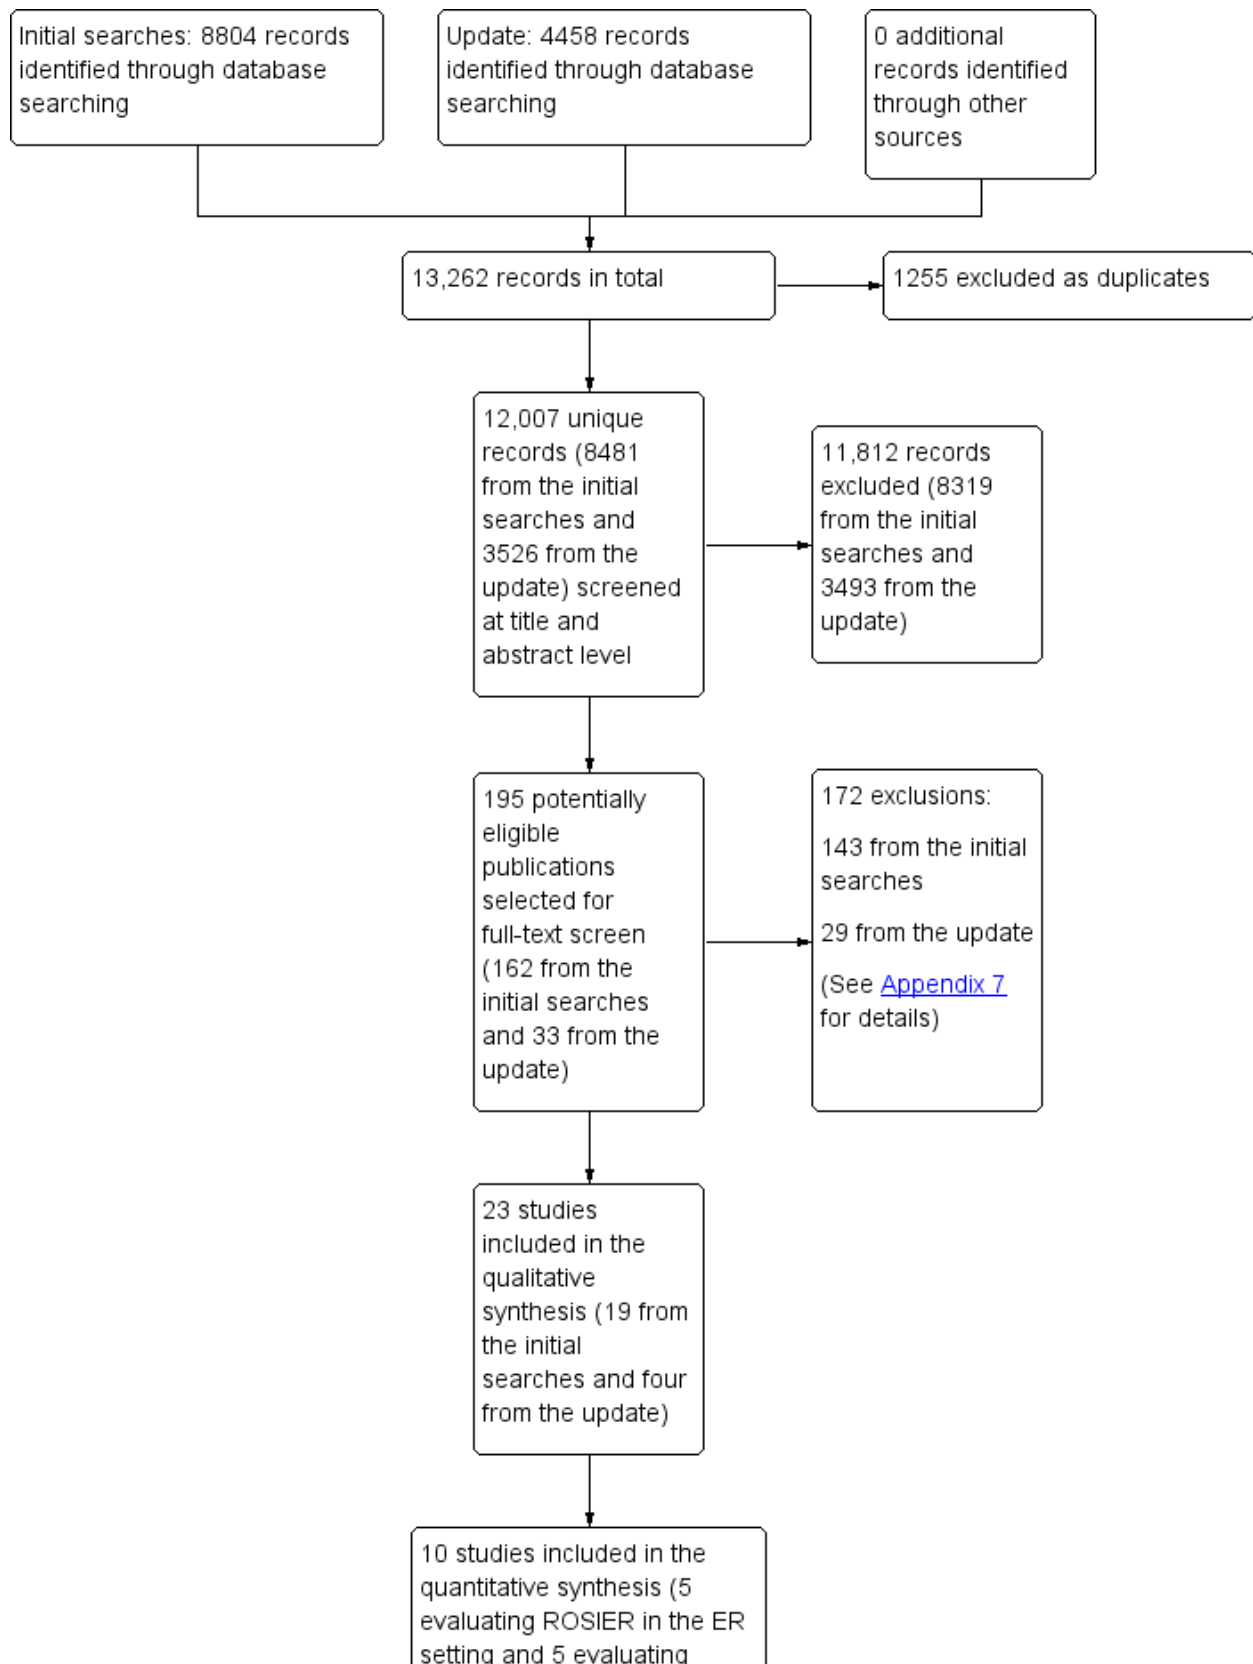 Initial searches: 8804 records
identified through database
searching
Update: 4458 records
identified through database
searching
0 additional
records identified
through other
sources
13,262 records in total
1255 excluded as duplicates
12,007 unique
records (8481
from the initial
searches and
3526 from the
update) screened
at title and
abstract level
11,812 records
excluded (8319
from the initial
searches and
3493 from the
update)
195 potentially
eligible
publications
selected for
full-text screen
(162 from the
initial searches
and 33 from the
update)
172 exclusions:
143 from the initial
searches
29 from the update
(See Appendix 7
for details)
23 studies
included in the
qualitative
synthesis (19 from
the initial
searches and four
from the update)
10 studies included in the
quantitative synthesis (5
evaluating ROSIER in the ER
setting and 5 evaluating